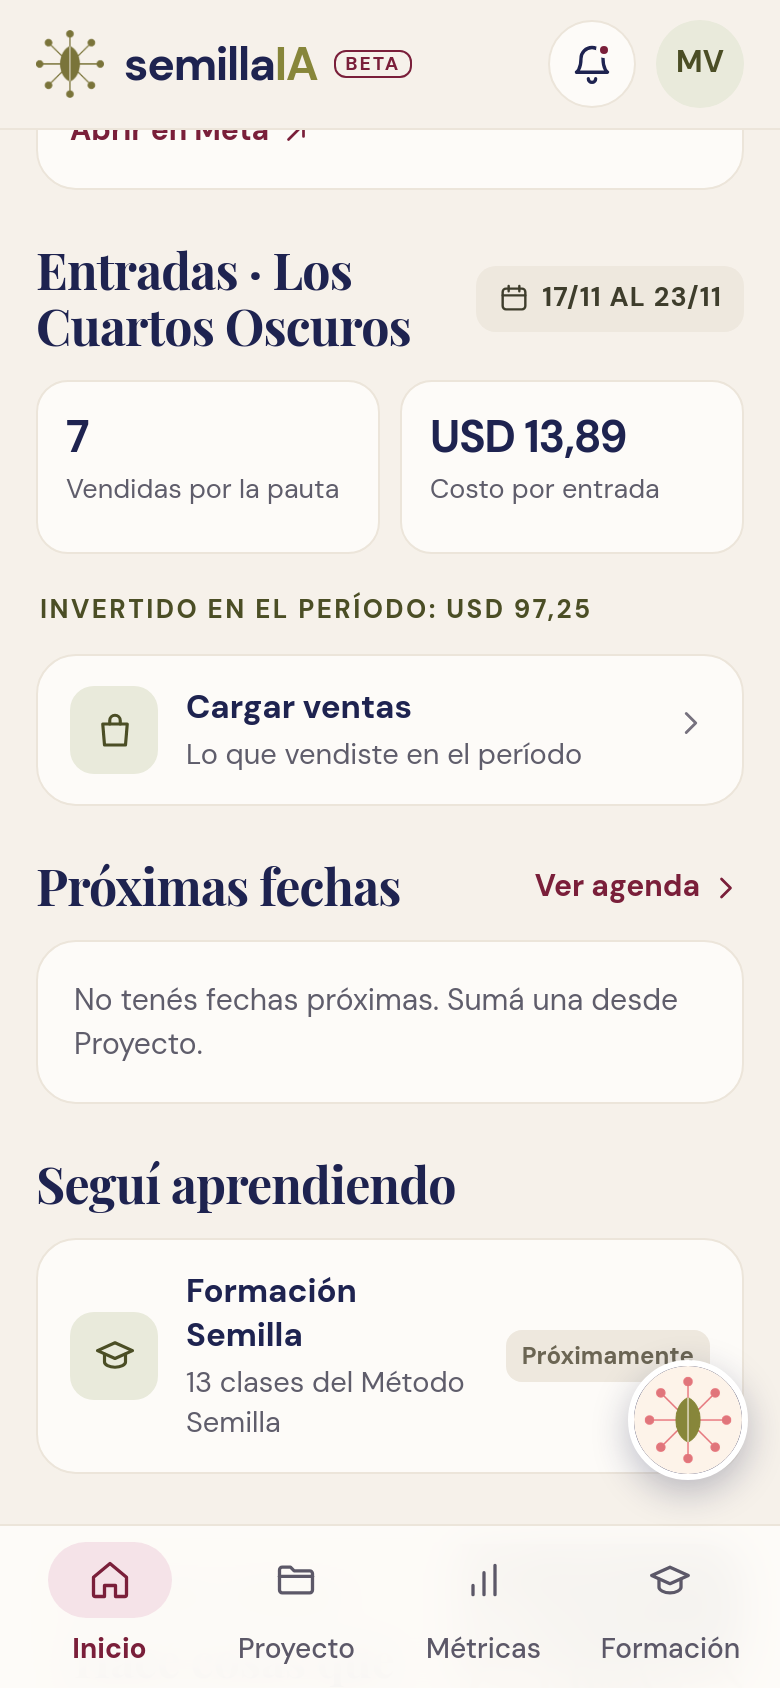 semillaIA BETA
MV
Abrir en Meta
Entradas · Los
Cuartos Oscuros
17/11 AL 23/11
7
Vendidas por la pauta
USD 13,89
Costo por entrada
INVERTIDO EN EL PERÍODO: USD 97,25
Cargar ventas
Lo que vendiste en el período
Próximas fechas
Ver agenda
No tenés fechas próximas. Sumá una desde
Proyecto.
Seguí aprendiendo
Formación
Semilla
13 clases del Método
Semilla
Próximamente
Inicio
Proyecto
Métricas
Formación